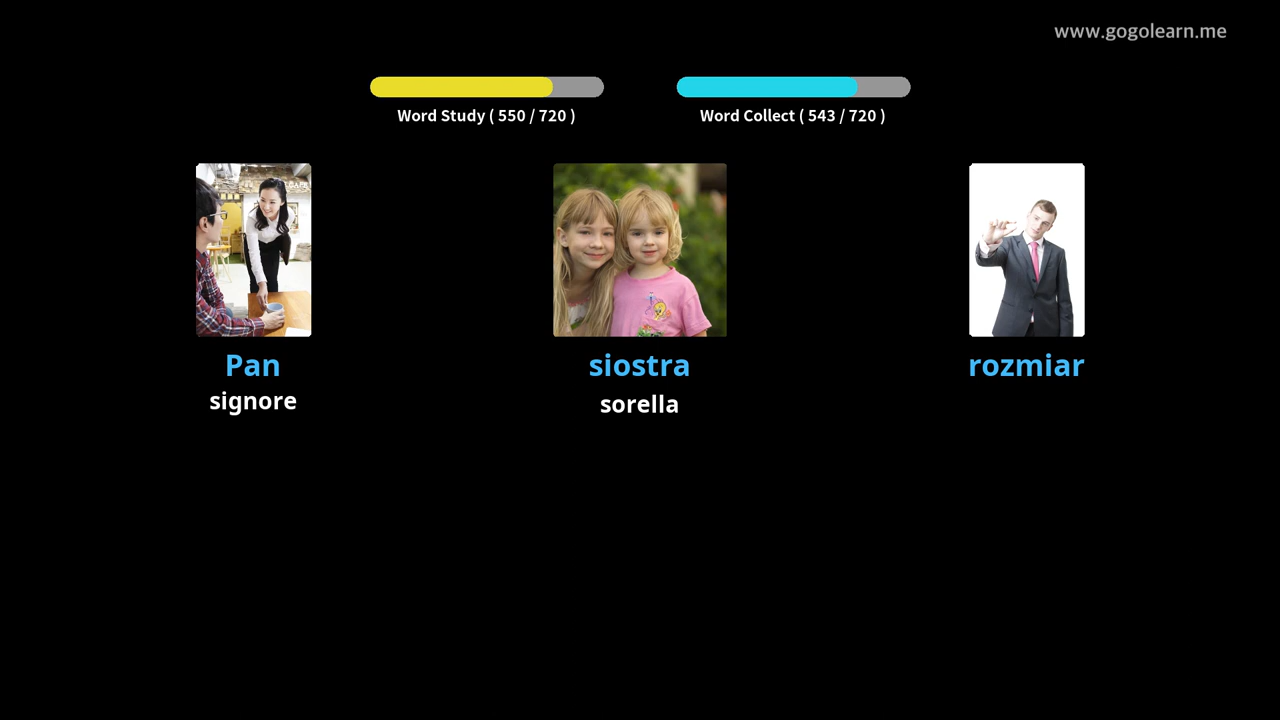 www.gogolearn.me
Word Study ( 550 / 720 )
Word Collect ( 543 / 720 )
Pan
signore
siostra
sorella
rozmiar